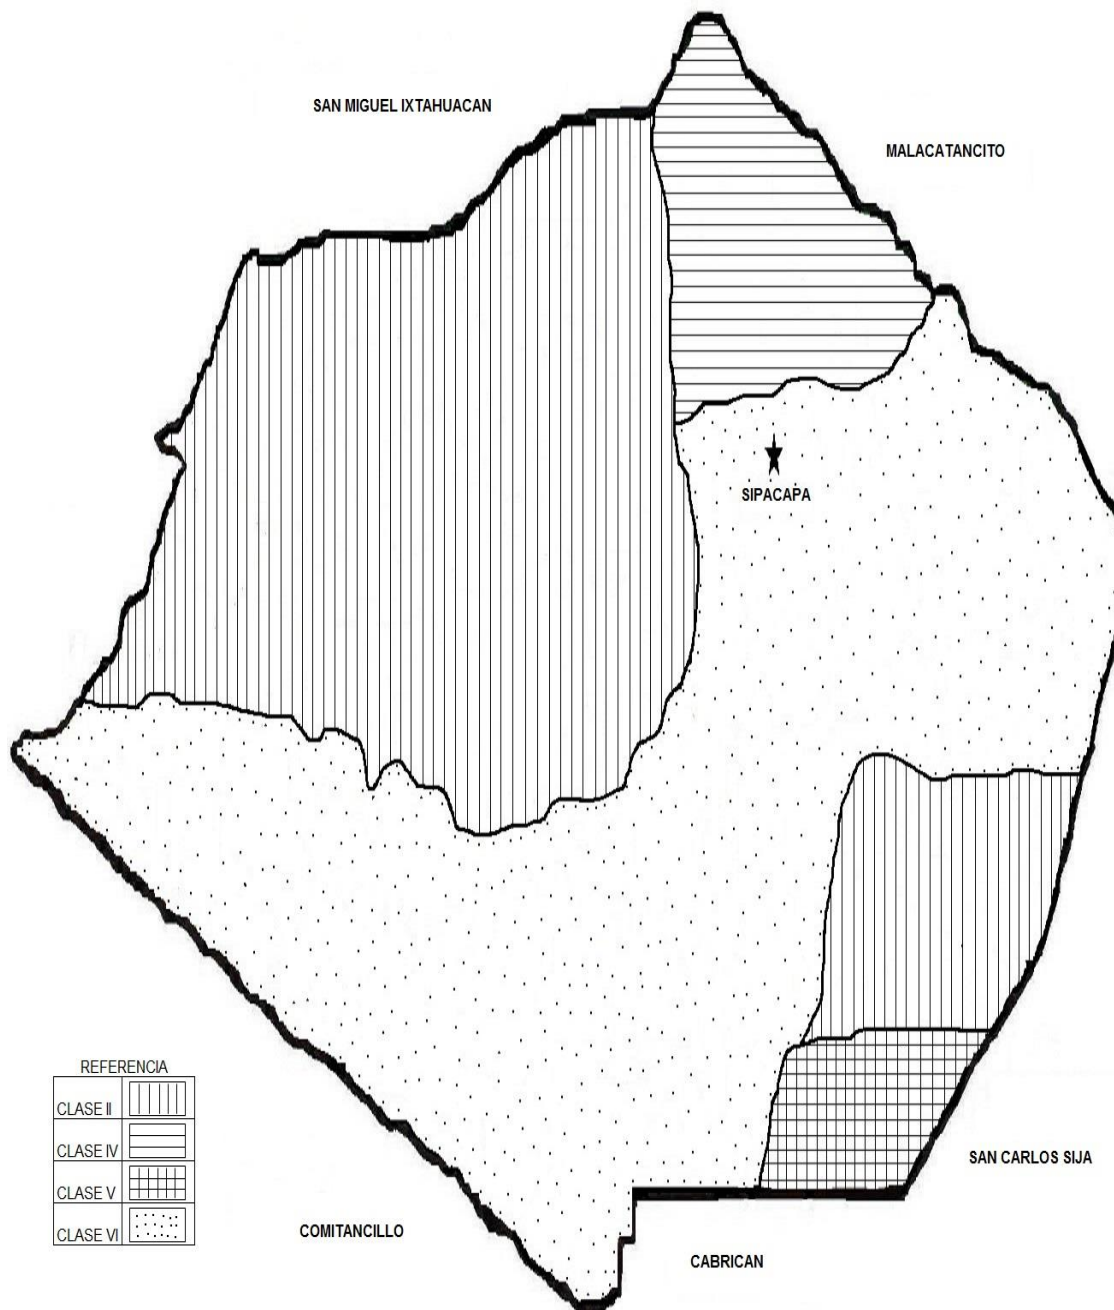 SAN MIGUEL IXTAHUACAN
MALACATANCITO
SIPACAPA
REFERENCIA
CLASE II
CLASE IV
CLASE V
CLASE VI
SAN CARLOS SIJA
COMITANCILLO
CABRICAN